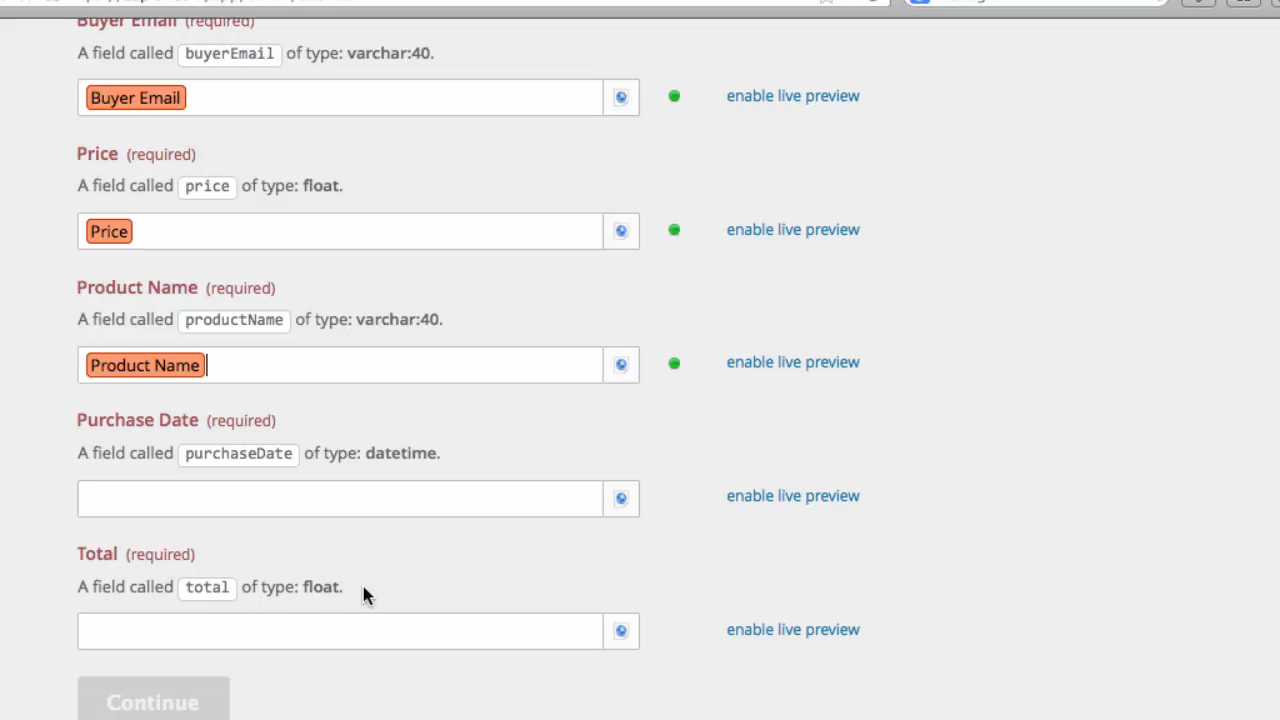 Buyer Email (required)
A field called buyerEmail of type: varchar:40.
Buyer Email enable live preview
Price (required)
A field called price of type: float.
Price enable live preview
Product Name (required)
A field called productName of type: varchar:40.
Product Name enable live preview
Purchase Date (required)
A field called purchaseDate of type: datetime.
enable live preview
Total (required)
A field called total of type: float.
enable live preview
Continue